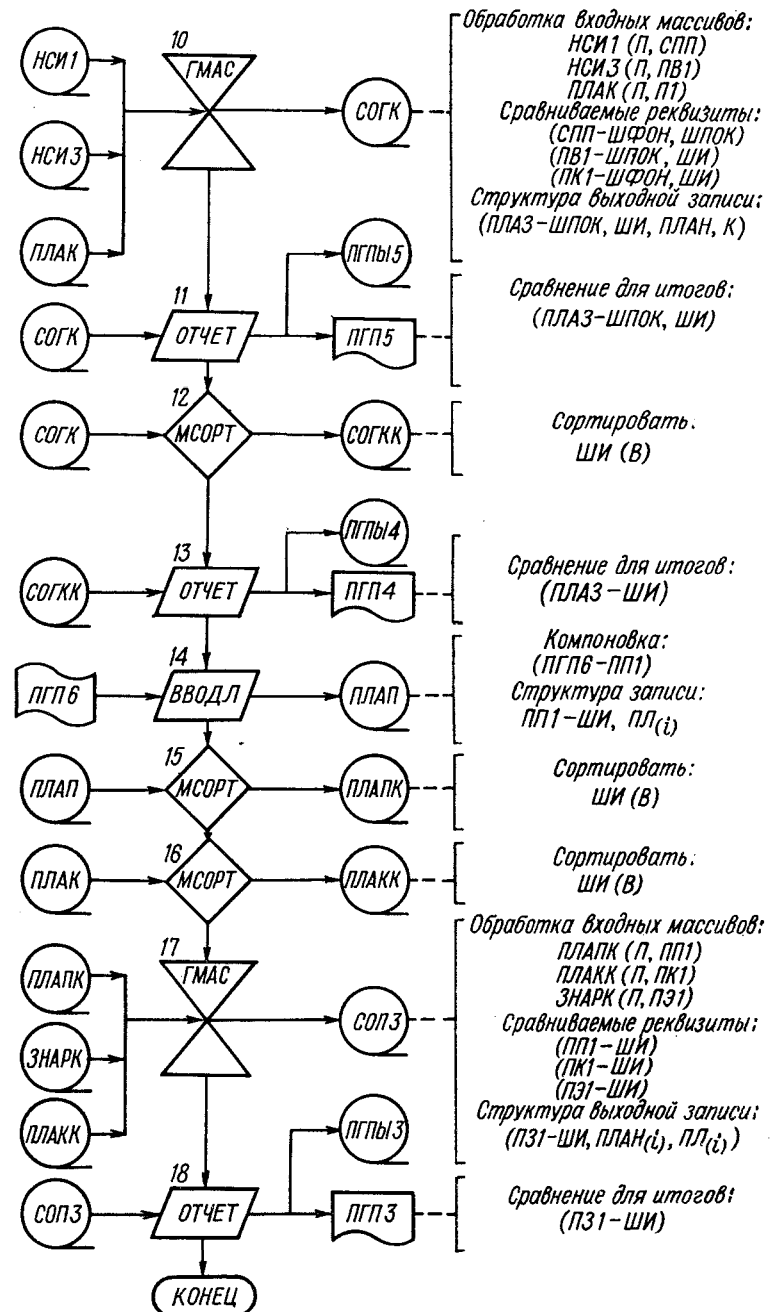 10
НСИ1
ГМАС
СОГК
Обработка входных массивов:
НСИ1 (П, СПП)
НСИ3 (П, ПВ1)
ПЛАК (П, П1)
Сравниваемые реквизиты:
(СПП-ШФОН, ШПОК)
(ПВ1-ШПОК, ШИ)
(ПК1-ШФОН, ШИ)
Структура выходной записи:
(ПЛАЗ-ШПОК, ШИ, ПЛАН, К)
НСИ3
ПЛАК
ПГПЫ5
11
СОГК
ОТЧЕТ
ПГП5
Сравнение для итогов:
(ПЛАЗ-ШПОК, ШИ)
12
СОГК
МСОРТ
СОГКК
Сортировать.
ШИ (В)
ПГПЫ4
13
СОГКК
ОТЧЕТ
ПГП4
Сравнение для итогов:
(ПЛАЗ-ШИ)
14
ПГП6
ВВОДЛ
ПЛАП
Компоновка:
(ПГП6-ПП1)
Структура записи:
ПП1-ШИ, ПЛ(i)
15
ПЛАП
МСОРТ
ПЛАПК
Сортировать:
ШИ (В)
16
ПЛАК
МСОРТ
ПЛАКК
Сортировать.
ШИ (В)
17
ПЛАПК
ГМАС
СОПЗ
Обработка входных массивов:
ПЛАПК (П, ПП1)
ПЛАКК (П, ПК1)
ЗНАРК (П, ПЭ1)
Сравниваемые реквизиты:
(ПП1-ШИ)
(ПК1-ШИ)
(ПЭ1-ШИ)
Структура выходной записи:
(ПЗ1-ШИ, ПЛАН(i), ПЛ(i))
ЗНАРК
ПЛАКК
ПГПЫ3
18
СОПЗ
ОТЧЕТ
ПГП3
Сравнение для итогов:
(ПЗ1-ШИ)
КОНЕЦ